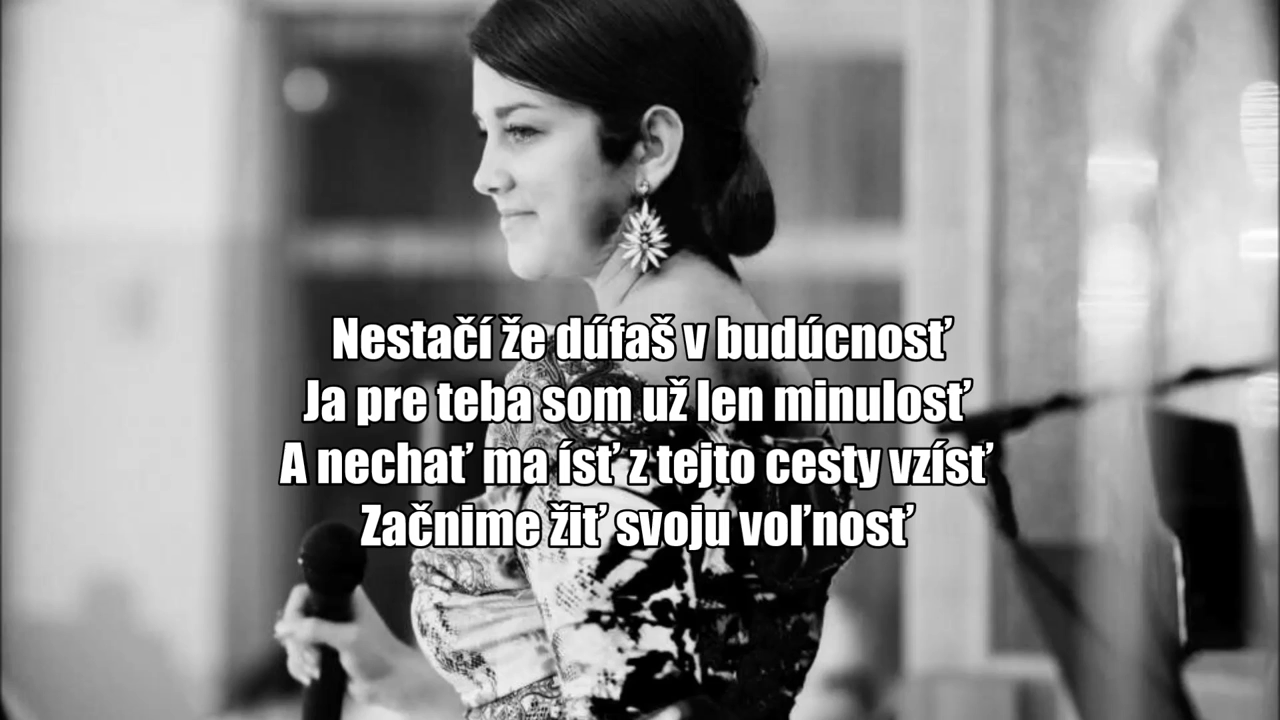 Nestačí že dúfaš v budúcnosť
Ja pre teba som už len minulosť
A nechať ma ísť z tejto cesty vzísť
Začnime žiť svoju voľnosť